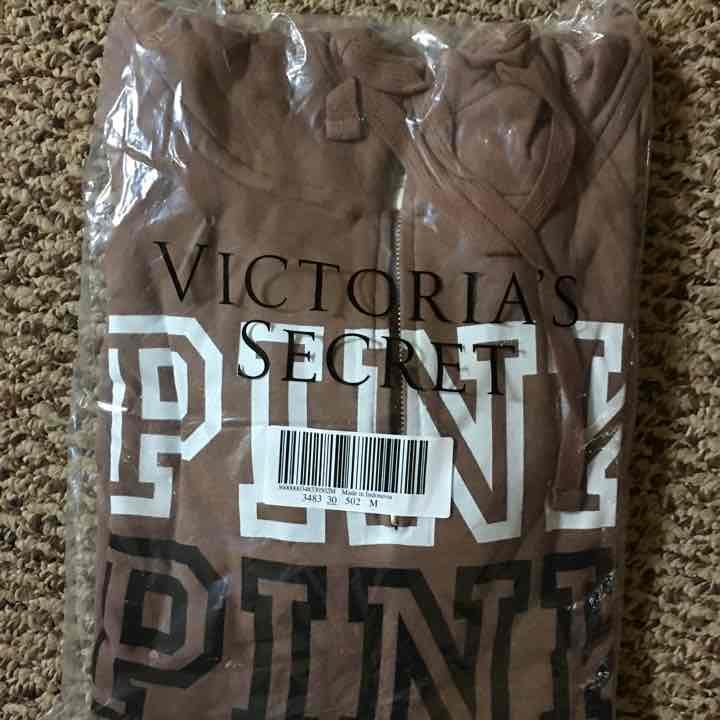 VICTORIA'S
SECRET
PINK
Made in Indonesia
3483 30 502 M
PINK